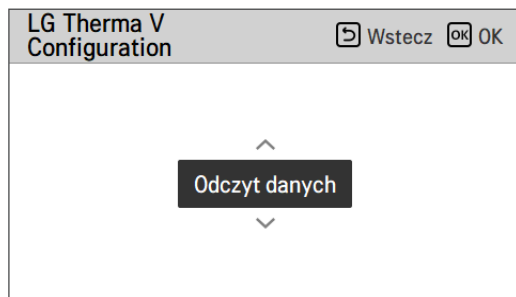 LG Therma V
Configuration
Wstecz OK OK
Odczyt danych